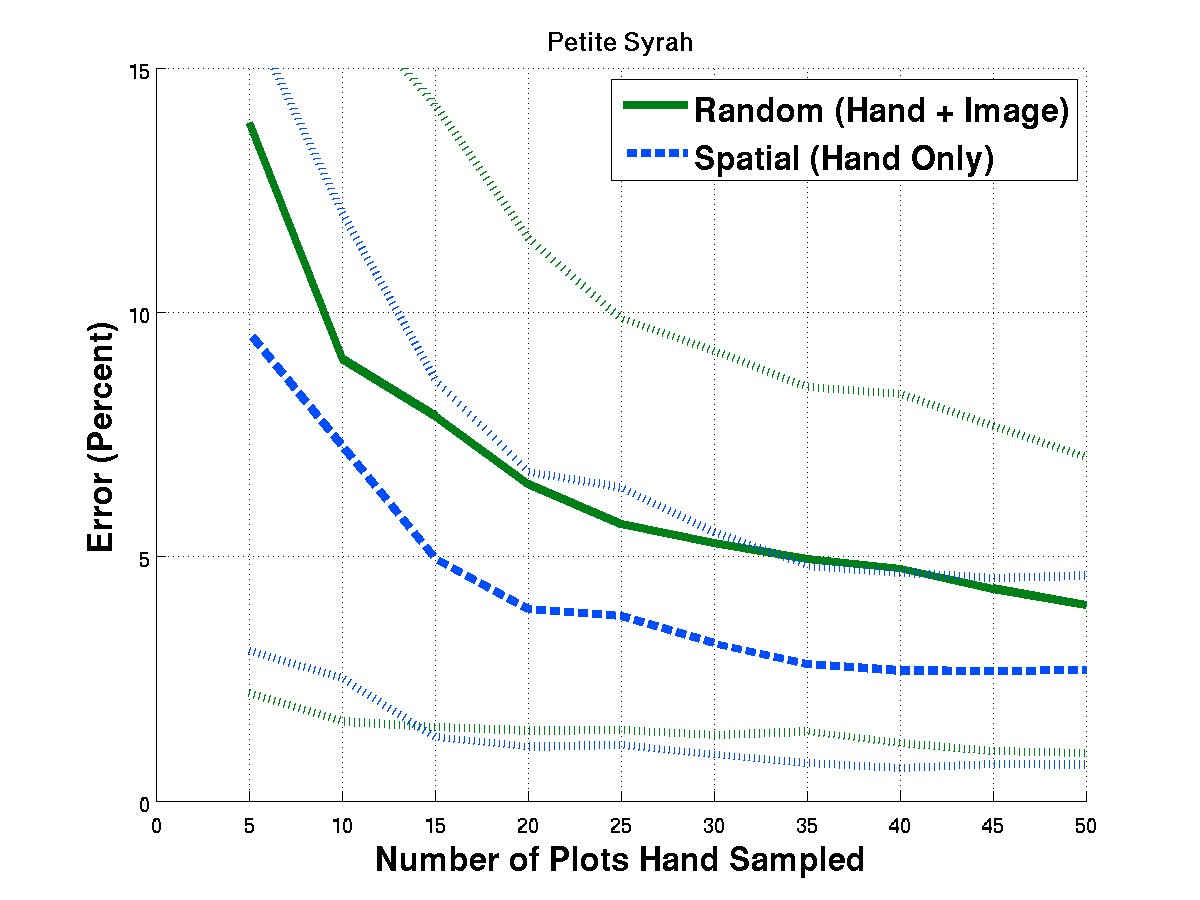 Petite Syrah
Random (Hand + Image)
Spatial (Hand Only)
15
10
5
0
Error (Percent)
0 5 10 15 20 25 30 35 40 45 50
Number of Plots Hand Sampled